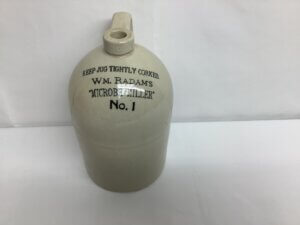 KEEP JUG TIGHTLY CORKED
WM. RADAM'S
"MICROBE KILLER"
No. 1